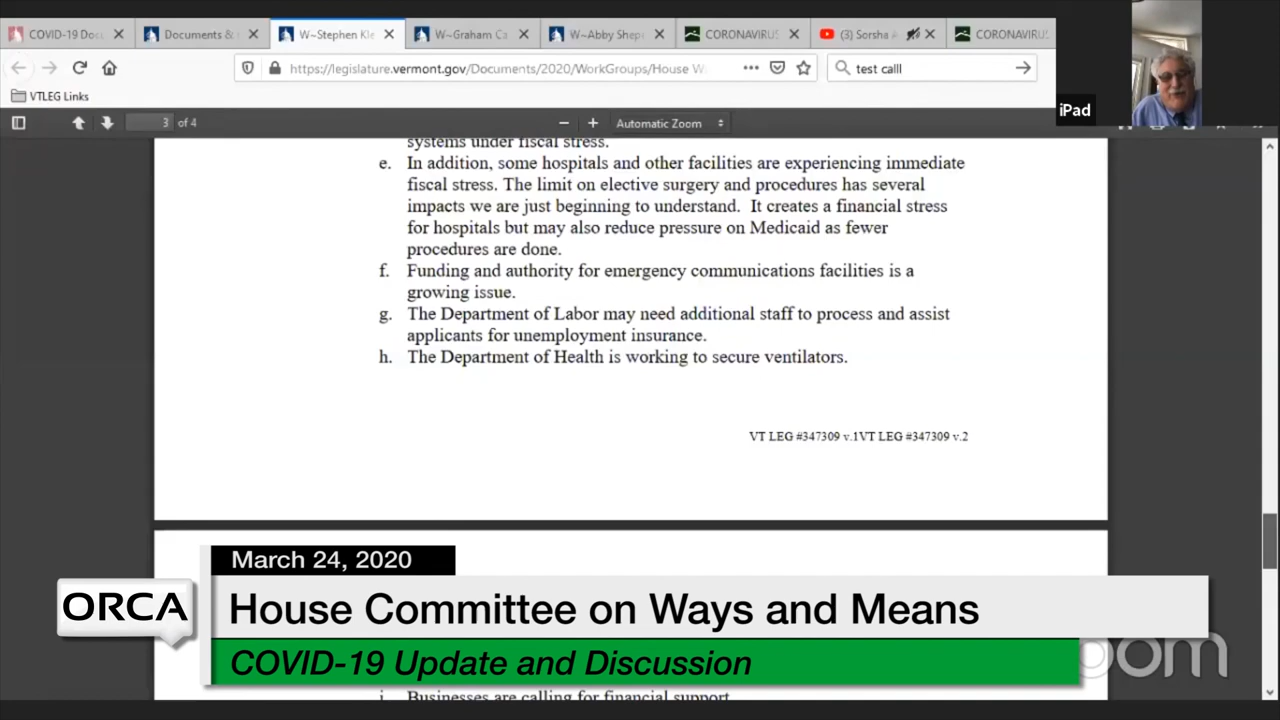 COVID-19 Docu
Documents &
W~Stephen Kle
W~Graham Ca
W~Abby Shep
CORONAVIRUS
(3) Sorsha A
CORONAVIRUS
https://legislature.vermont.gov/Documents/2020/WorkGroups/House W
test calll
VTLEG Links
iPad
3 of 4
Automatic Zoom
systems under fiscal stress.
e. In addition, some hospitals and other facilities are experiencing immediate
fiscal stress. The limit on elective surgery and procedures has several
impacts we are just beginning to understand. It creates a financial stress
for hospitals but may also reduce pressure on Medicaid as fewer
procedures are done.
f. Funding and authority for emergency communications facilities is a
growing issue.
g. The Department of Labor may need additional staff to process and assist
applicants for unemployment insurance.
h. The Department of Health is working to secure ventilators.
VT LEG #347309 v.1VT LEG #347309 v.2
March 24, 2020
ORCA
House Committee on Ways and Means
COVID-19 Update and Discussion
oom
i. Businesses are calling for financial support